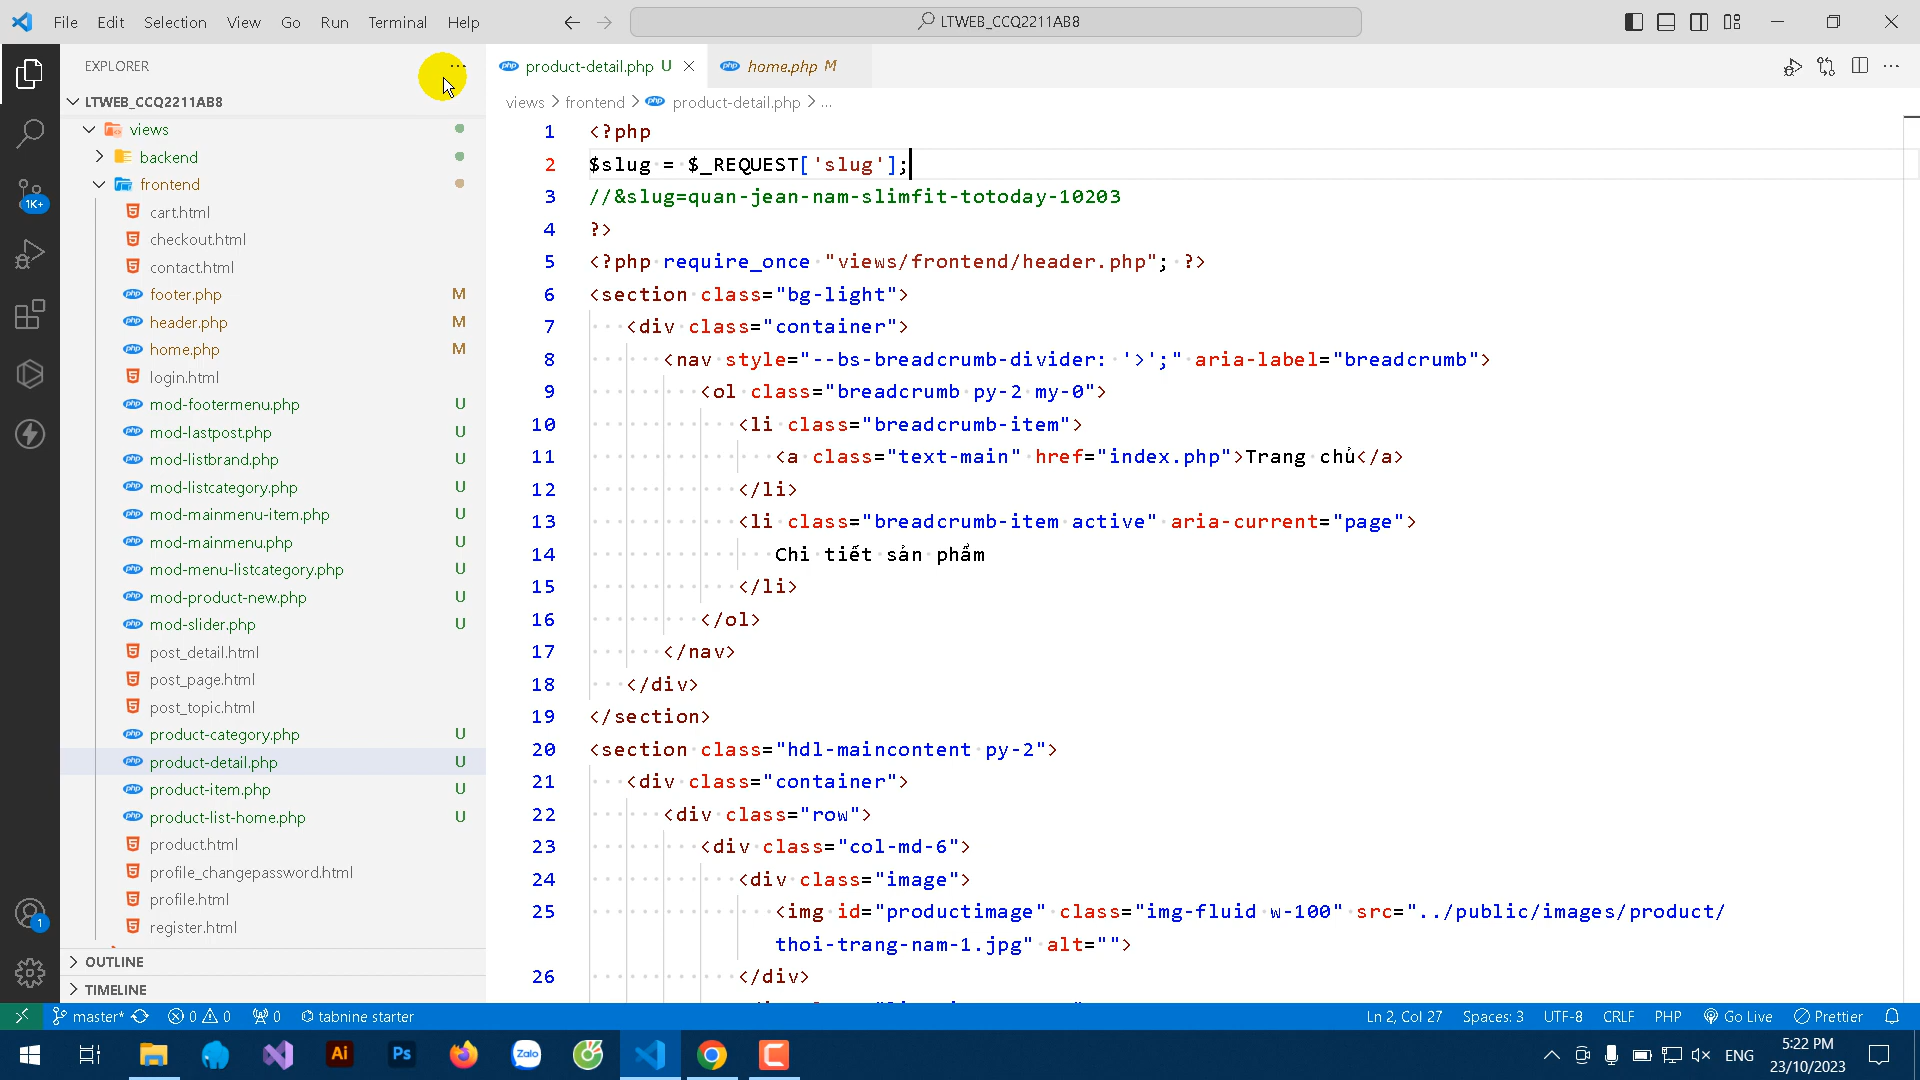 File Edit Selection View Go Run Terminal Help
LTWEB_CCQ2211AB8
EXPLORER
product-detail.php U
home.php M
LTWEB_CCQ2211AB8
views > frontend > product-detail.php > ...
views
backend
frontend
cart.html
checkout.html
contact.html
footer.php M
header.php M
home.php M
login.html
mod-footermenu.php U
mod-lastpost.php U
mod-listbrand.php U
mod-listcategory.php U
mod-mainmenu-item.php U
mod-mainmenu.php U
mod-menu-listcategory.php U
mod-product-new.php U
mod-slider.php U
post_detail.html
post_page.html
post_topic.html
product-category.php U
product-detail.php U
product-item.php U
product-list-home.php U
product.html
profile_changepassword.html
profile.html
register.html
OUTLINE
TIMELINE
1K+
1
1 <?php
2 $slug = $_REQUEST['slug'];
3 //&slug=quan-jean-nam-slimfit-totoday-10203
4 ?>
5 <?php require_once "views/frontend/header.php"; ?>
6 <section class="bg-light">
7 <div class="container">
8 <nav style="--bs-breadcrumb-divider: '>';" aria-label="breadcrumb">
9 <ol class="breadcrumb py-2 my-0">
10 <li class="breadcrumb-item">
11 <a class="text-main" href="index.php">Trang chủ</a>
12 </li>
13 <li class="breadcrumb-item active" aria-current="page">
14 Chi tiết sản phẩm
15 </li>
16 </ol>
17 </nav>
18 </div>
19 </section>
20 <section class="hdl-maincontent py-2">
21 <div class="container">
22 <div class="row">
23 <div class="col-md-6">
24 <div class="image">
25 <img id="productimage" class="img-fluid w-100" src="../public/images/product/
thoi-trang-nam-1.jpg" alt="">
26 </div>
master* 0 0 0 tabnine starter
Ln 2, Col 27 Spaces: 3 UTF-8 CRLF PHP Go Live Prettier
Ai Ps Zalo
ENG
5:22 PM
23/10/2023